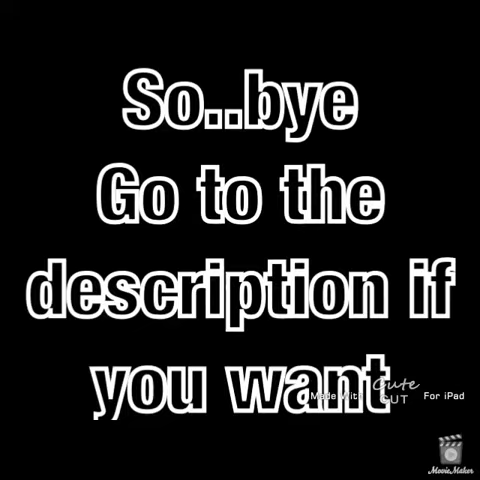 So..bye
Go to the
description if
you want
Made With Cute CUT For iPad
MovieMaker